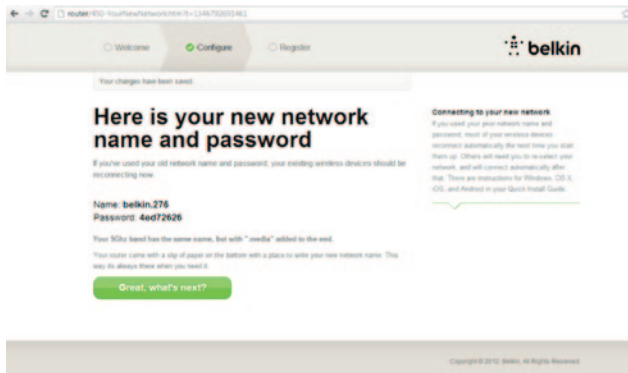 router/450-YourNewNetwork.htm?t=1346792691461
Welcome
Configure
Register
belkin
Your changes have been saved.
Here is your new network
name and password
If you've used your old network name and password, your existing wireless devices should be
reconnecting now.
Name: belkin.276
Password: 4ed72626
Your 5Ghz band has the same name, but with ".media" added to the end.
Your router came with a slip of paper on the bottom with a place to write your new network name. This
way its always there when you need it.
Great, what's next?
Connecting to your new network
If you used your prior network name and
password, most of your wireless devices
reconnect automatically the next time you start
them up. Others will need you to re-select your
network, and will connect automatically after
that. There are instructions for Windows, OS X,
iOS, and Android in your Quick Install Guide.
Copyright © 2012, Belkin, All Rights Reserved.